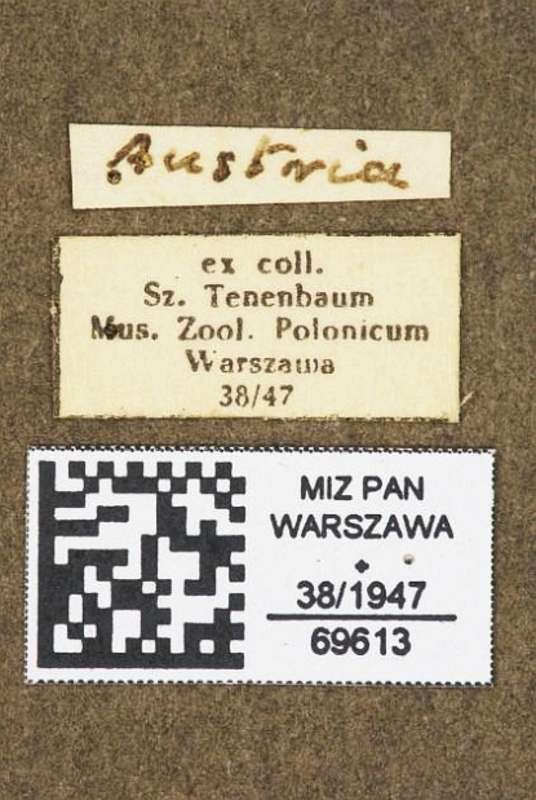 Austria
ex coll.
Sz. Tenenbaum
Mus. Zool. Polonicum
Warszawa
38/47
MIZ PAN
WARSZAWA
38/1947
69613